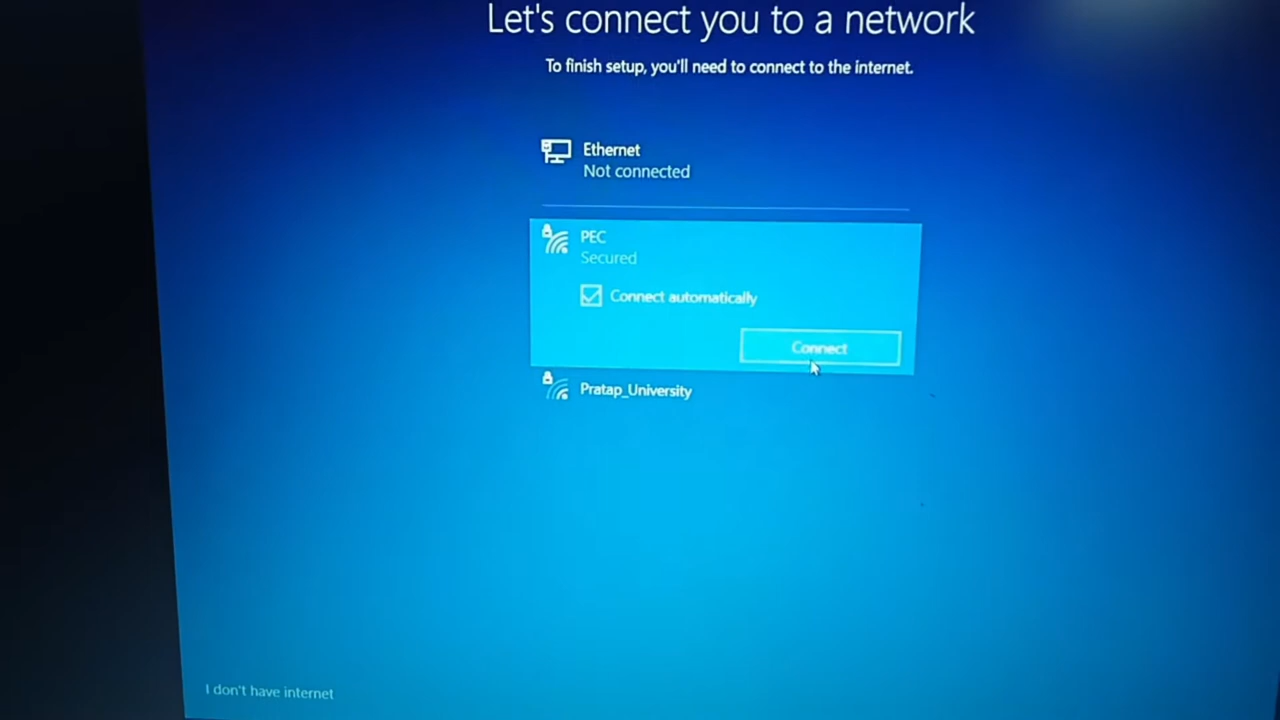 Let's connect you to a network
To finish setup, you'll need to connect to the internet.
Ethernet
Not connected
PEC
Secured
Connect automatically
Connect
Pratap_University
I don't have internet